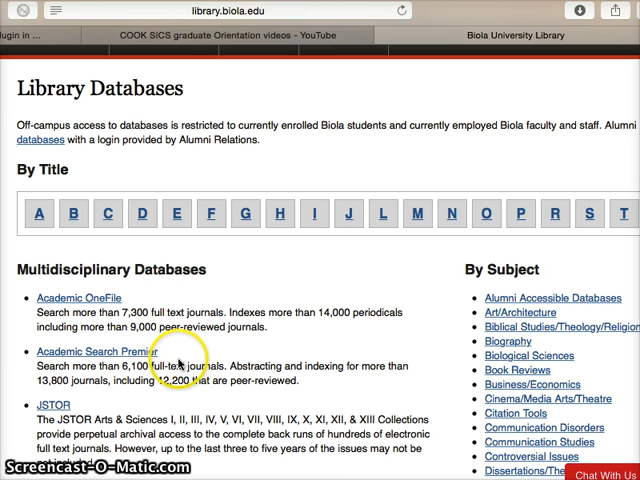 library.biola.edu
lugin in ...
COOK SICS graduate Orientation videos - YouTube
Biola University Library
Library Databases
Off-campus access to databases is restricted to currently enrolled Biola students and currently employed Biola faculty and staff. Alumni
databases with a login provided by Alumni Relations.
By Title
A B C D E F G H I J L M N O P R S T
Multidisciplinary Databases
Academic OneFile
Search more than 7,300 full text journals. Indexes more than 14,000 periodicals
including more than 9,000 peer-reviewed journals.
Academic Search Premier
Search more than 6,100 full-text journals. Abstracting and indexing for more than
13,800 journals, including 12,200 that are peer-reviewed.
JSTOR
The JSTOR Arts & Sciences I, II, III, IV, V, VI, VII, VIII, IX, X, XI, XII, & XIII Collections
provide perpetual archival access to the complete back runs of hundreds of electronic
full text journals. However, up to the last three to five years of the issues may not be
By Subject
Alumni Accessible Databases
Art/Architecture
Biblical Studies/Theology/Religion
Biography
Biological Sciences
Book Reviews
Business/Economics
Cinema/Media Arts/Theatre
Citation Tools
Communication Disorders
Communication Studies
Controversial Issues
Dissertations/The
Chat With Us
Screencast-O-Matic.com